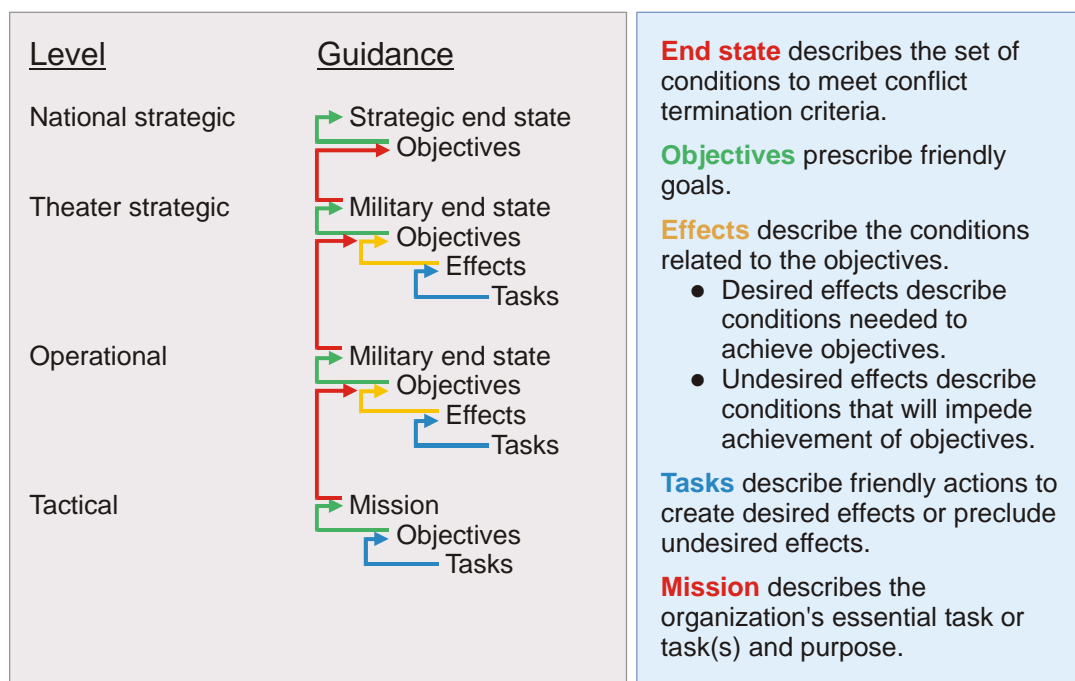 Level Guidance
National strategic Strategic end state
Objectives
Theater strategic Military end state
Objectives
Effects
Tasks
Operational Military end state
Objectives
Effects
Tasks
Tactical Mission
Objectives
Tasks
End state describes the set of
conditions to meet conflict
termination criteria.
Objectives prescribe friendly
goals.
Effects describe the conditions
related to the objectives.
● Desired effects describe
conditions needed to
achieve objectives.
● Undesired effects describe
conditions that will impede
achievement of objectives.
Tasks describe friendly actions to
create desired effects or preclude
undesired effects.
Mission describes the
organization's essential task or
task(s) and purpose.